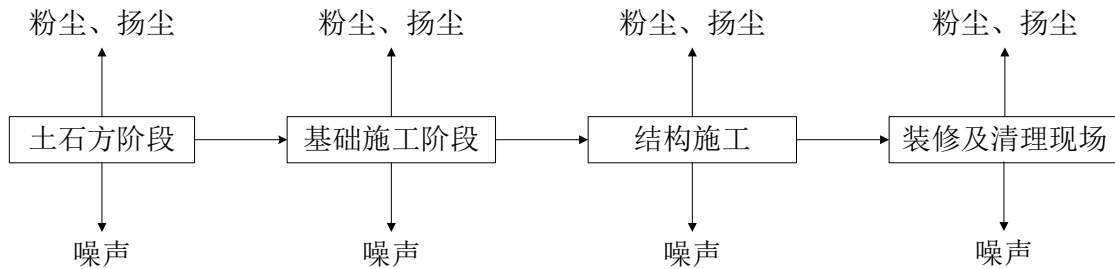 粉尘、扬尘 粉尘、扬尘 粉尘、扬尘 粉尘、扬尘
土石方阶段 基础施工阶段 结构施工 装修及清理现场
噪声 噪声 噪声 噪声